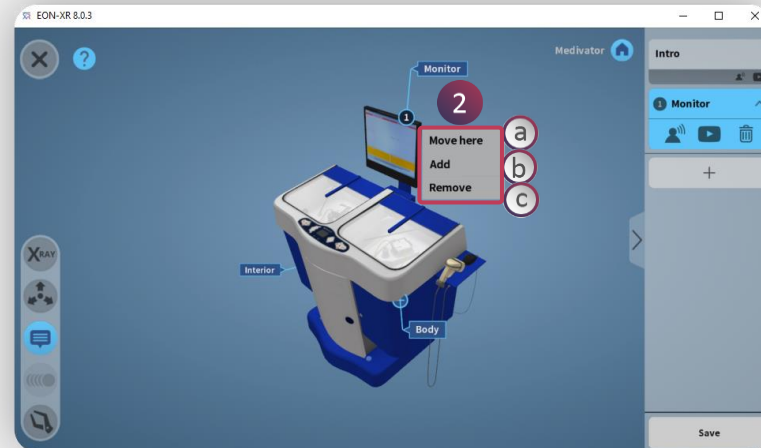 EON-XR 8.0.3
?
Medivator
Intro
Monitor
1
2
1 Monitor
Move here
a
Add
b
Remove
c
+
XRAY
Interior
Body
Save